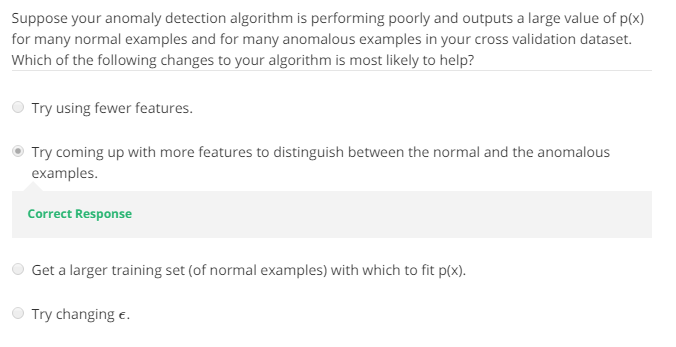 Suppose your anomaly detection algorithm is performing poorly and outputs a large value of p(x)
for many normal examples and for many anomalous examples in your cross validation dataset.
Which of the following changes to your algorithm is most likely to help?
Try using fewer features.
Try coming up with more features to distinguish between the normal and the anomalous
examples.
Correct Response
Get a larger training set (of normal examples) with which to fit p(x).
Try changing ϵ.